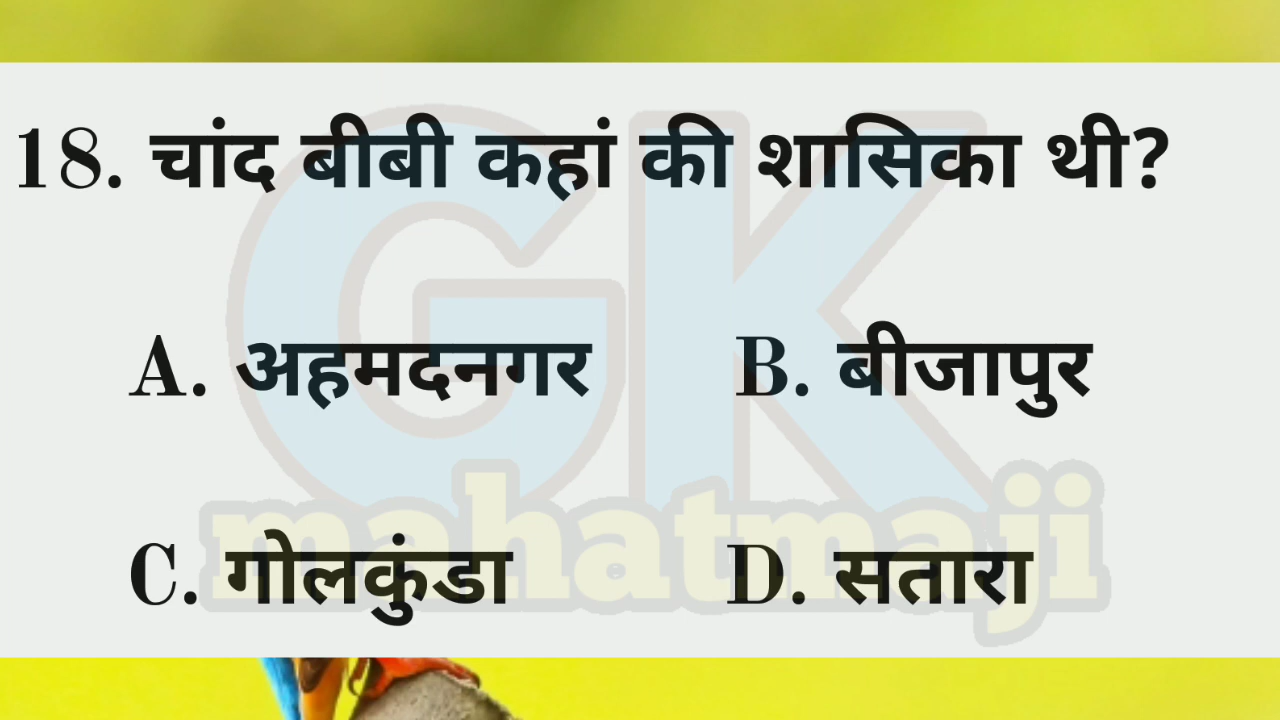 18. चांद बीबी कहां की शासिका थी?
A. अहमदनगर B. बीजापुर
C. गोलकुंडा D. सतारा
GK
mahatmaji